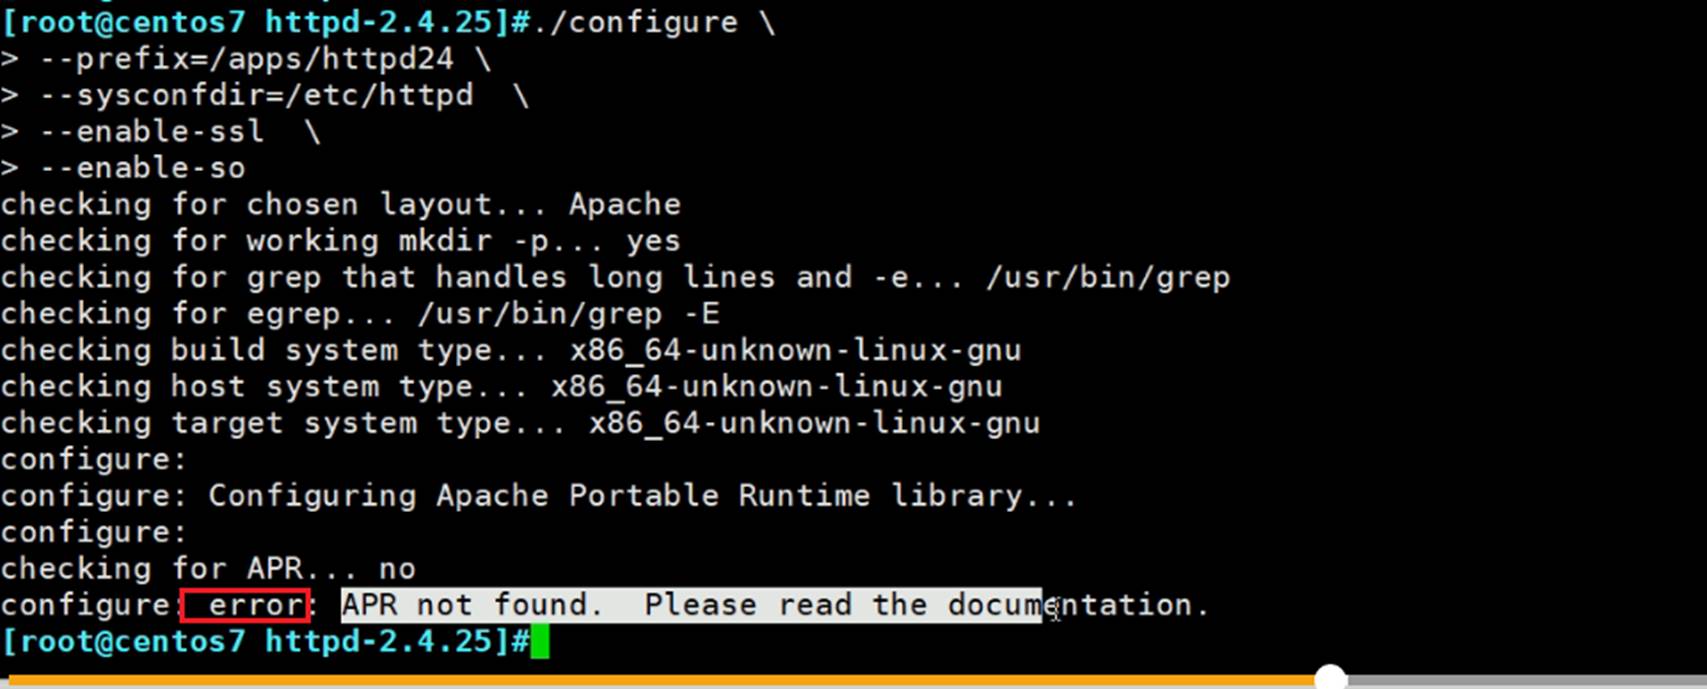 [root@centos7 httpd-2.4.25]#./configure \
> --prefix=/apps/httpd24 \
> --sysconfdir=/etc/httpd  \
> --enable-ssl  \
> --enable-so
checking for chosen layout... Apache
checking for working mkdir -p... yes
checking for grep that handles long lines and -e... /usr/bin/grep
checking for egrep... /usr/bin/grep -E
checking build system type... x86_64-unknown-linux-gnu
checking host system type... x86_64-unknown-linux-gnu
checking target system type... x86_64-unknown-linux-gnu
configure:
configure: Configuring Apache Portable Runtime library...
configure:
checking for APR... no
configure: error: APR not found.  Please read the documentation.
[root@centos7 httpd-2.4.25]#